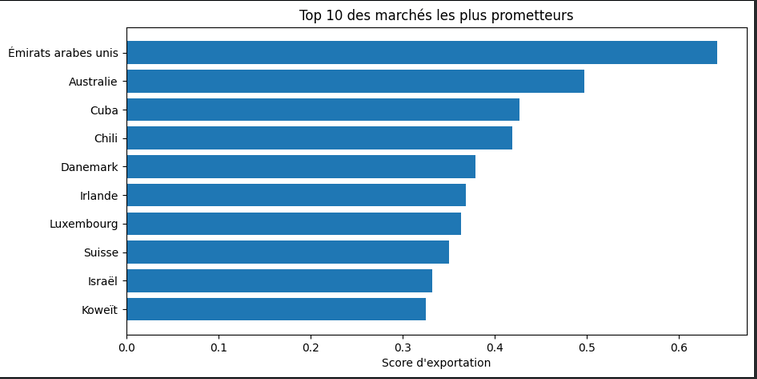 Top 10 des marchés les plus prometteurs
Émirats arabes unis
Australie
Cuba
Chili
Danemark
Irlande
Luxembourg
Suisse
Israël
Koweït
0.0 0.1 0.2 0.3 0.4 0.5 0.6
Score d'exportation